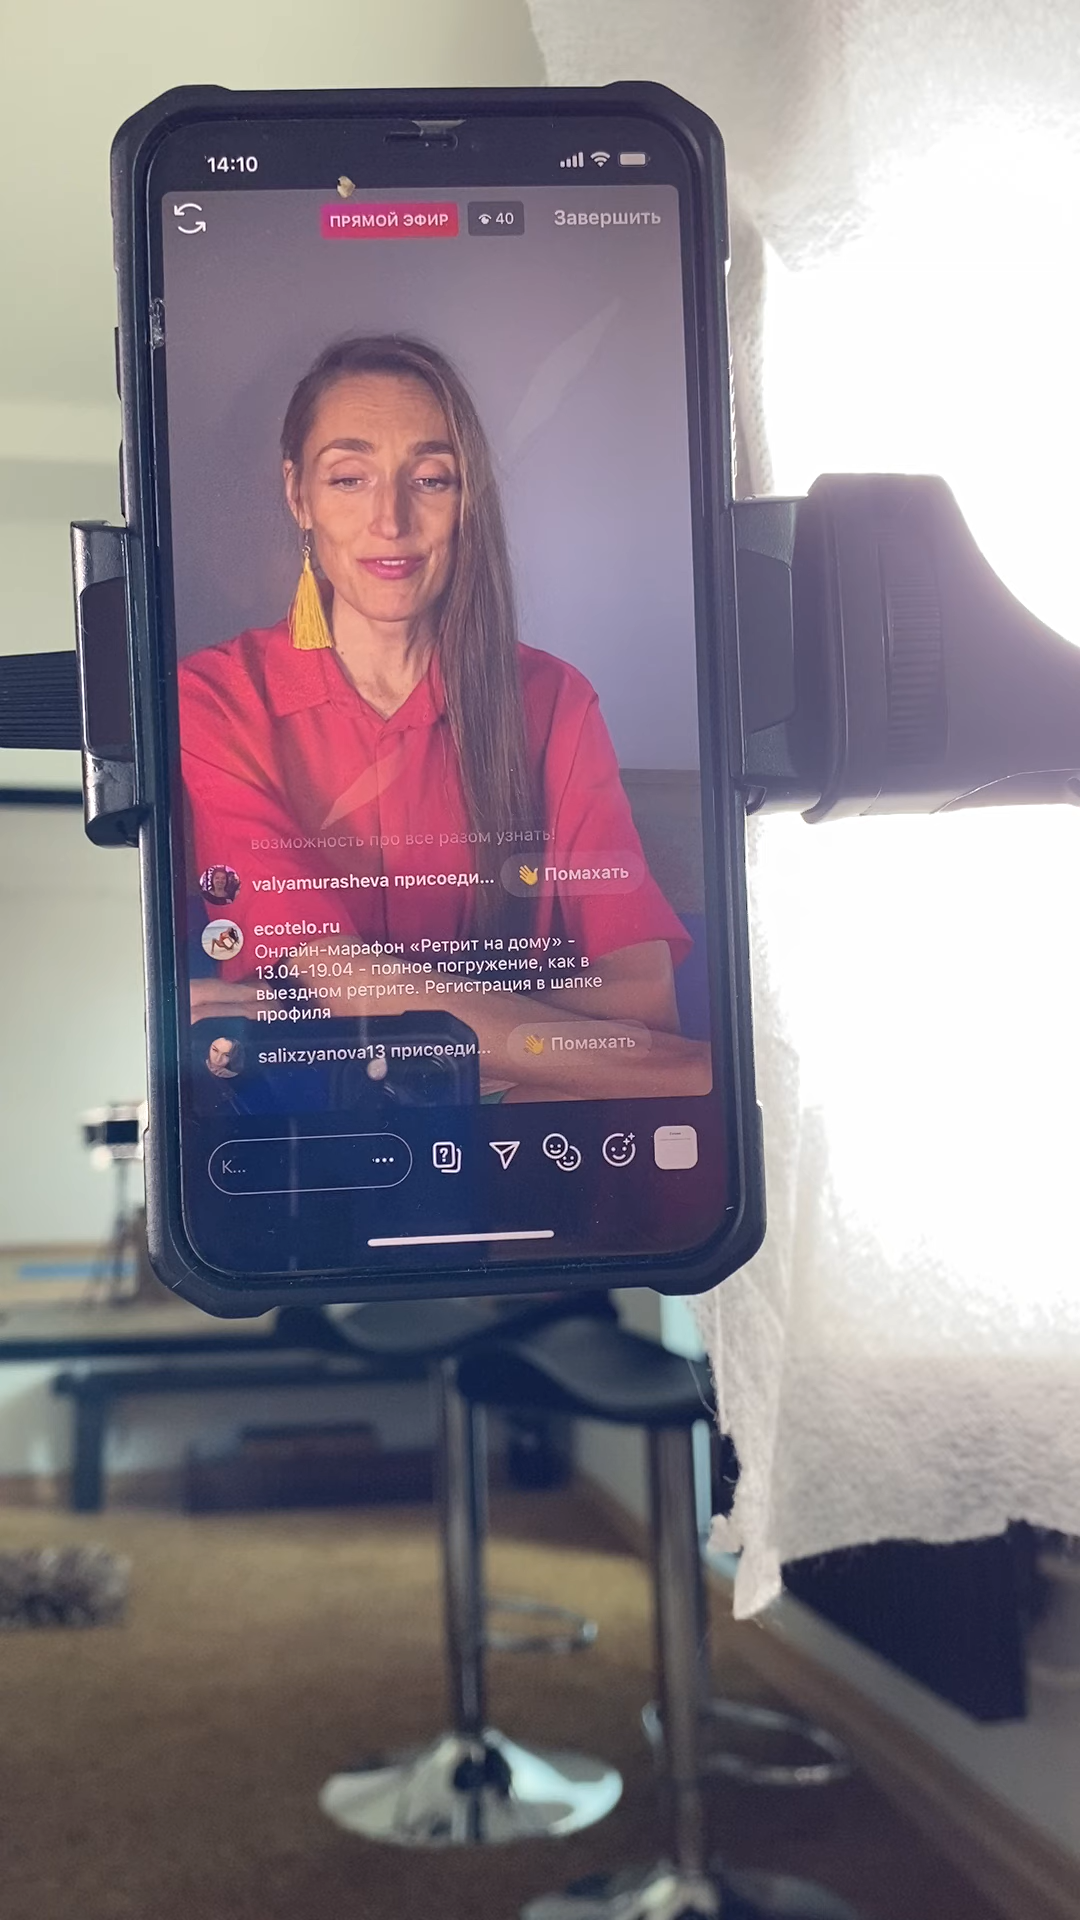 14:10
ПРЯМОЙ ЭФИР
40
Завершить
возможность про все разом узнать!
valyamurasheva присоеди...
Помахать
ecotelo.ru
Онлайн-марафон «Ретрит на дому» -
13.04-19.04 - полное погружение, как в
выездном ретрите. Регистрация в шапке
профиля
salixzyanova13 присоеди...
Помахать
К...